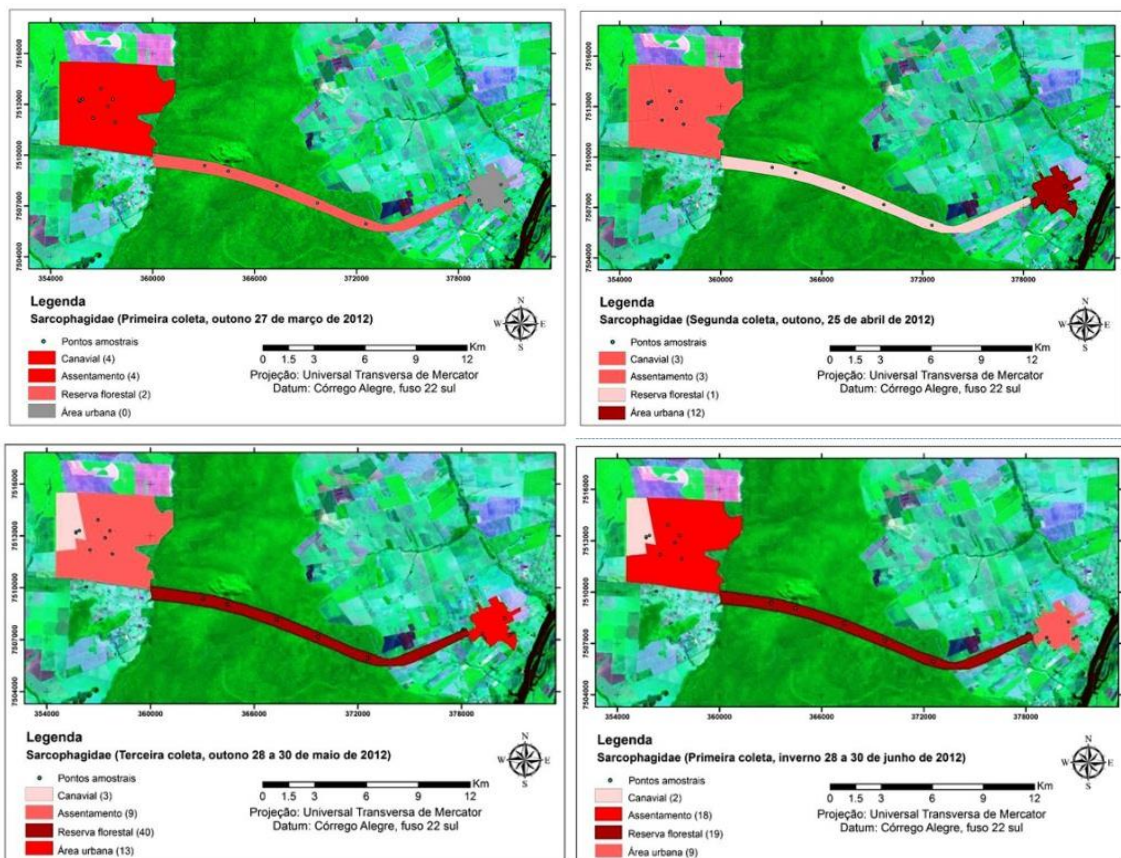 7516000
7513000
7510000
7507000
7504000
354000 360000 366000 372000 378000
Legenda
Sarcophagidae (Primeira coleta, outono 27 de março de 2012)
Pontos amostrais
Canavial (4)
Assentamento (4)
Reserva florestal (2)
Área urbana (0)
N
W E
S
Km
0 1.5 3 6 9 12
Projeção: Universal Transversa de Mercator
Datum: Córrego Alegre, fuso 22 sul
7516000
7513000
7510000
7507000
7504000
354000 360000 366000 372000 378000
Legenda
Sarcophagidae (Segunda coleta, outono, 25 de abril de 2012)
Pontos amostrais
Canavial (3)
Assentamento (3)
Reserva florestal (1)
Área urbana (12)
N
W E
S
Km
0 1.5 3 6 9 12
Projeção: Universal Transversa de Mercator
Datum: Córrego Alegre, fuso 22 sul
7516000
7513000
7510000
7507000
7504000
354000 360000 366000 372000 378000
Legenda
Sarcophagidae (Terceira coleta, outono 28 a 30 de maio de 2012)
Pontos amostrais
Canavial (3)
Assentamento (9)
Reserva florestal (40)
Área urbana (13)
N
W E
S
Km
0 1.5 3 6 9 12
Projeção: Universal Transversa de Mercator
Datum: Córrego Alegre, fuso 22 sul
7516000
7513000
7510000
7507000
7504000
354000 360000 366000 372000 378000
Legenda
Sarcophagidae (Primeira coleta, inverno 28 a 30 de junho de 2012)
Pontos amostrais
Canavial (2)
Assentamento (18)
Reserva florestal (19)
Área urbana (9)
N
W E
S
Km
0 1.5 3 6 9 12
Projeção: Universal Transversa de Mercator
Datum: Córrego Alegre, fuso 22 sul